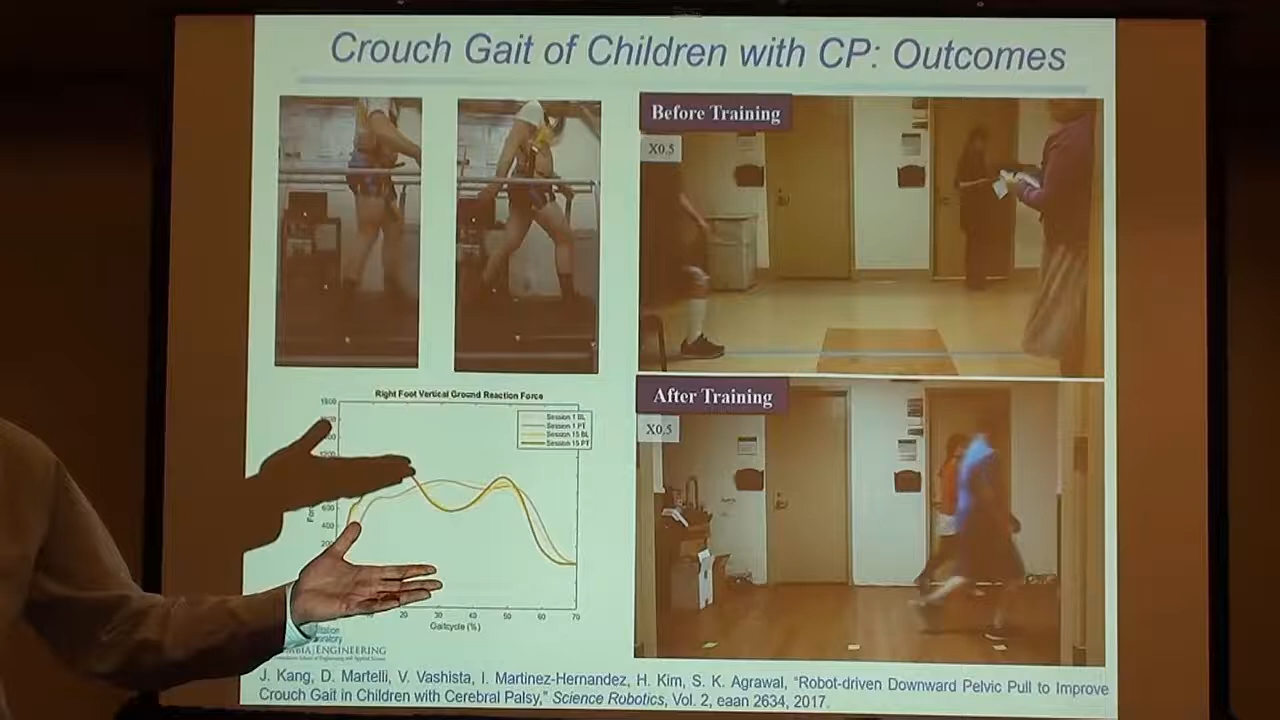 Crouch Gait of Children with CP: Outcomes
Before Training
X0.5
After Training
X0.5
Right Foot Vertical Ground Reaction Force
1800
Session 1 BL
Session 1 PT
Session 15 BL
Session 15 PT
600
400
20 30 40 50 60 70
Gaitcycle (%)
ENGINEERING
J. Kang, D. Martelli, V. Vashista, I. Martinez-Hernandez, H. Kim, S. K. Agrawal, “Robot-driven Downward Pelvic Pull to Improve
Crouch Gait in Children with Cerebral Palsy,” Science Robotics, Vol. 2, eaan 2634, 2017.